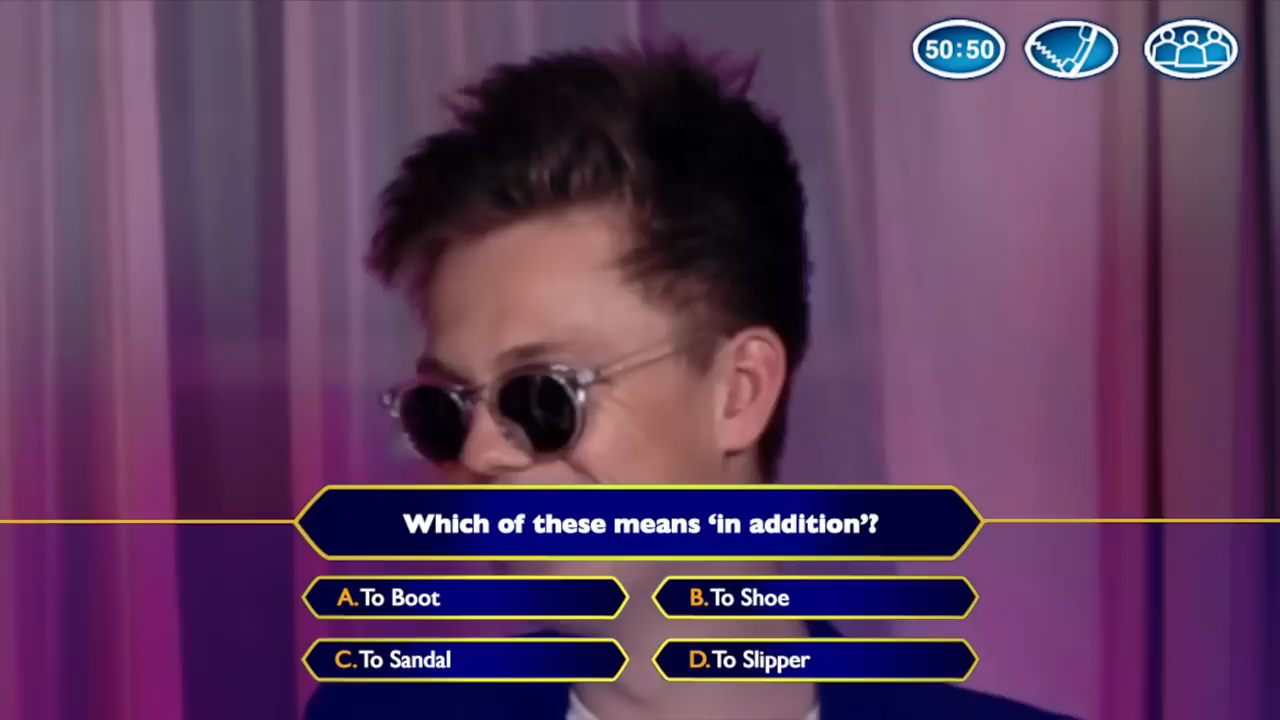 50:50
Which of these means ‘in addition’?
A. To Boot
B. To Shoe
C. To Sandal
D. To Slipper